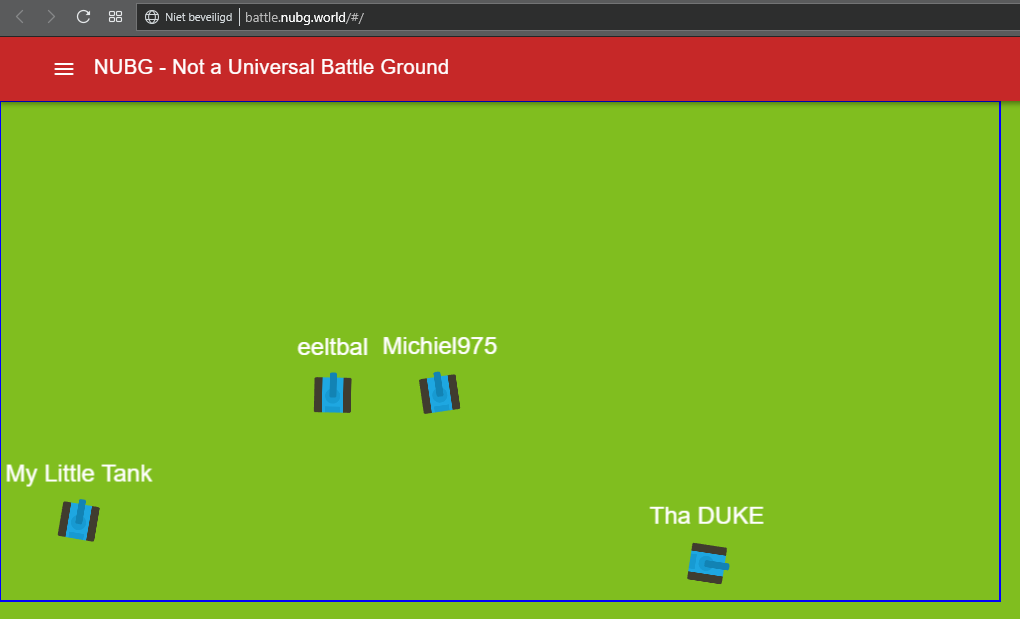 Niet beveiligd battle.nubg.world/#/
NUBG - Not a Universal Battle Ground
eeltbal Michiel975
My Little Tank
Tha DUKE